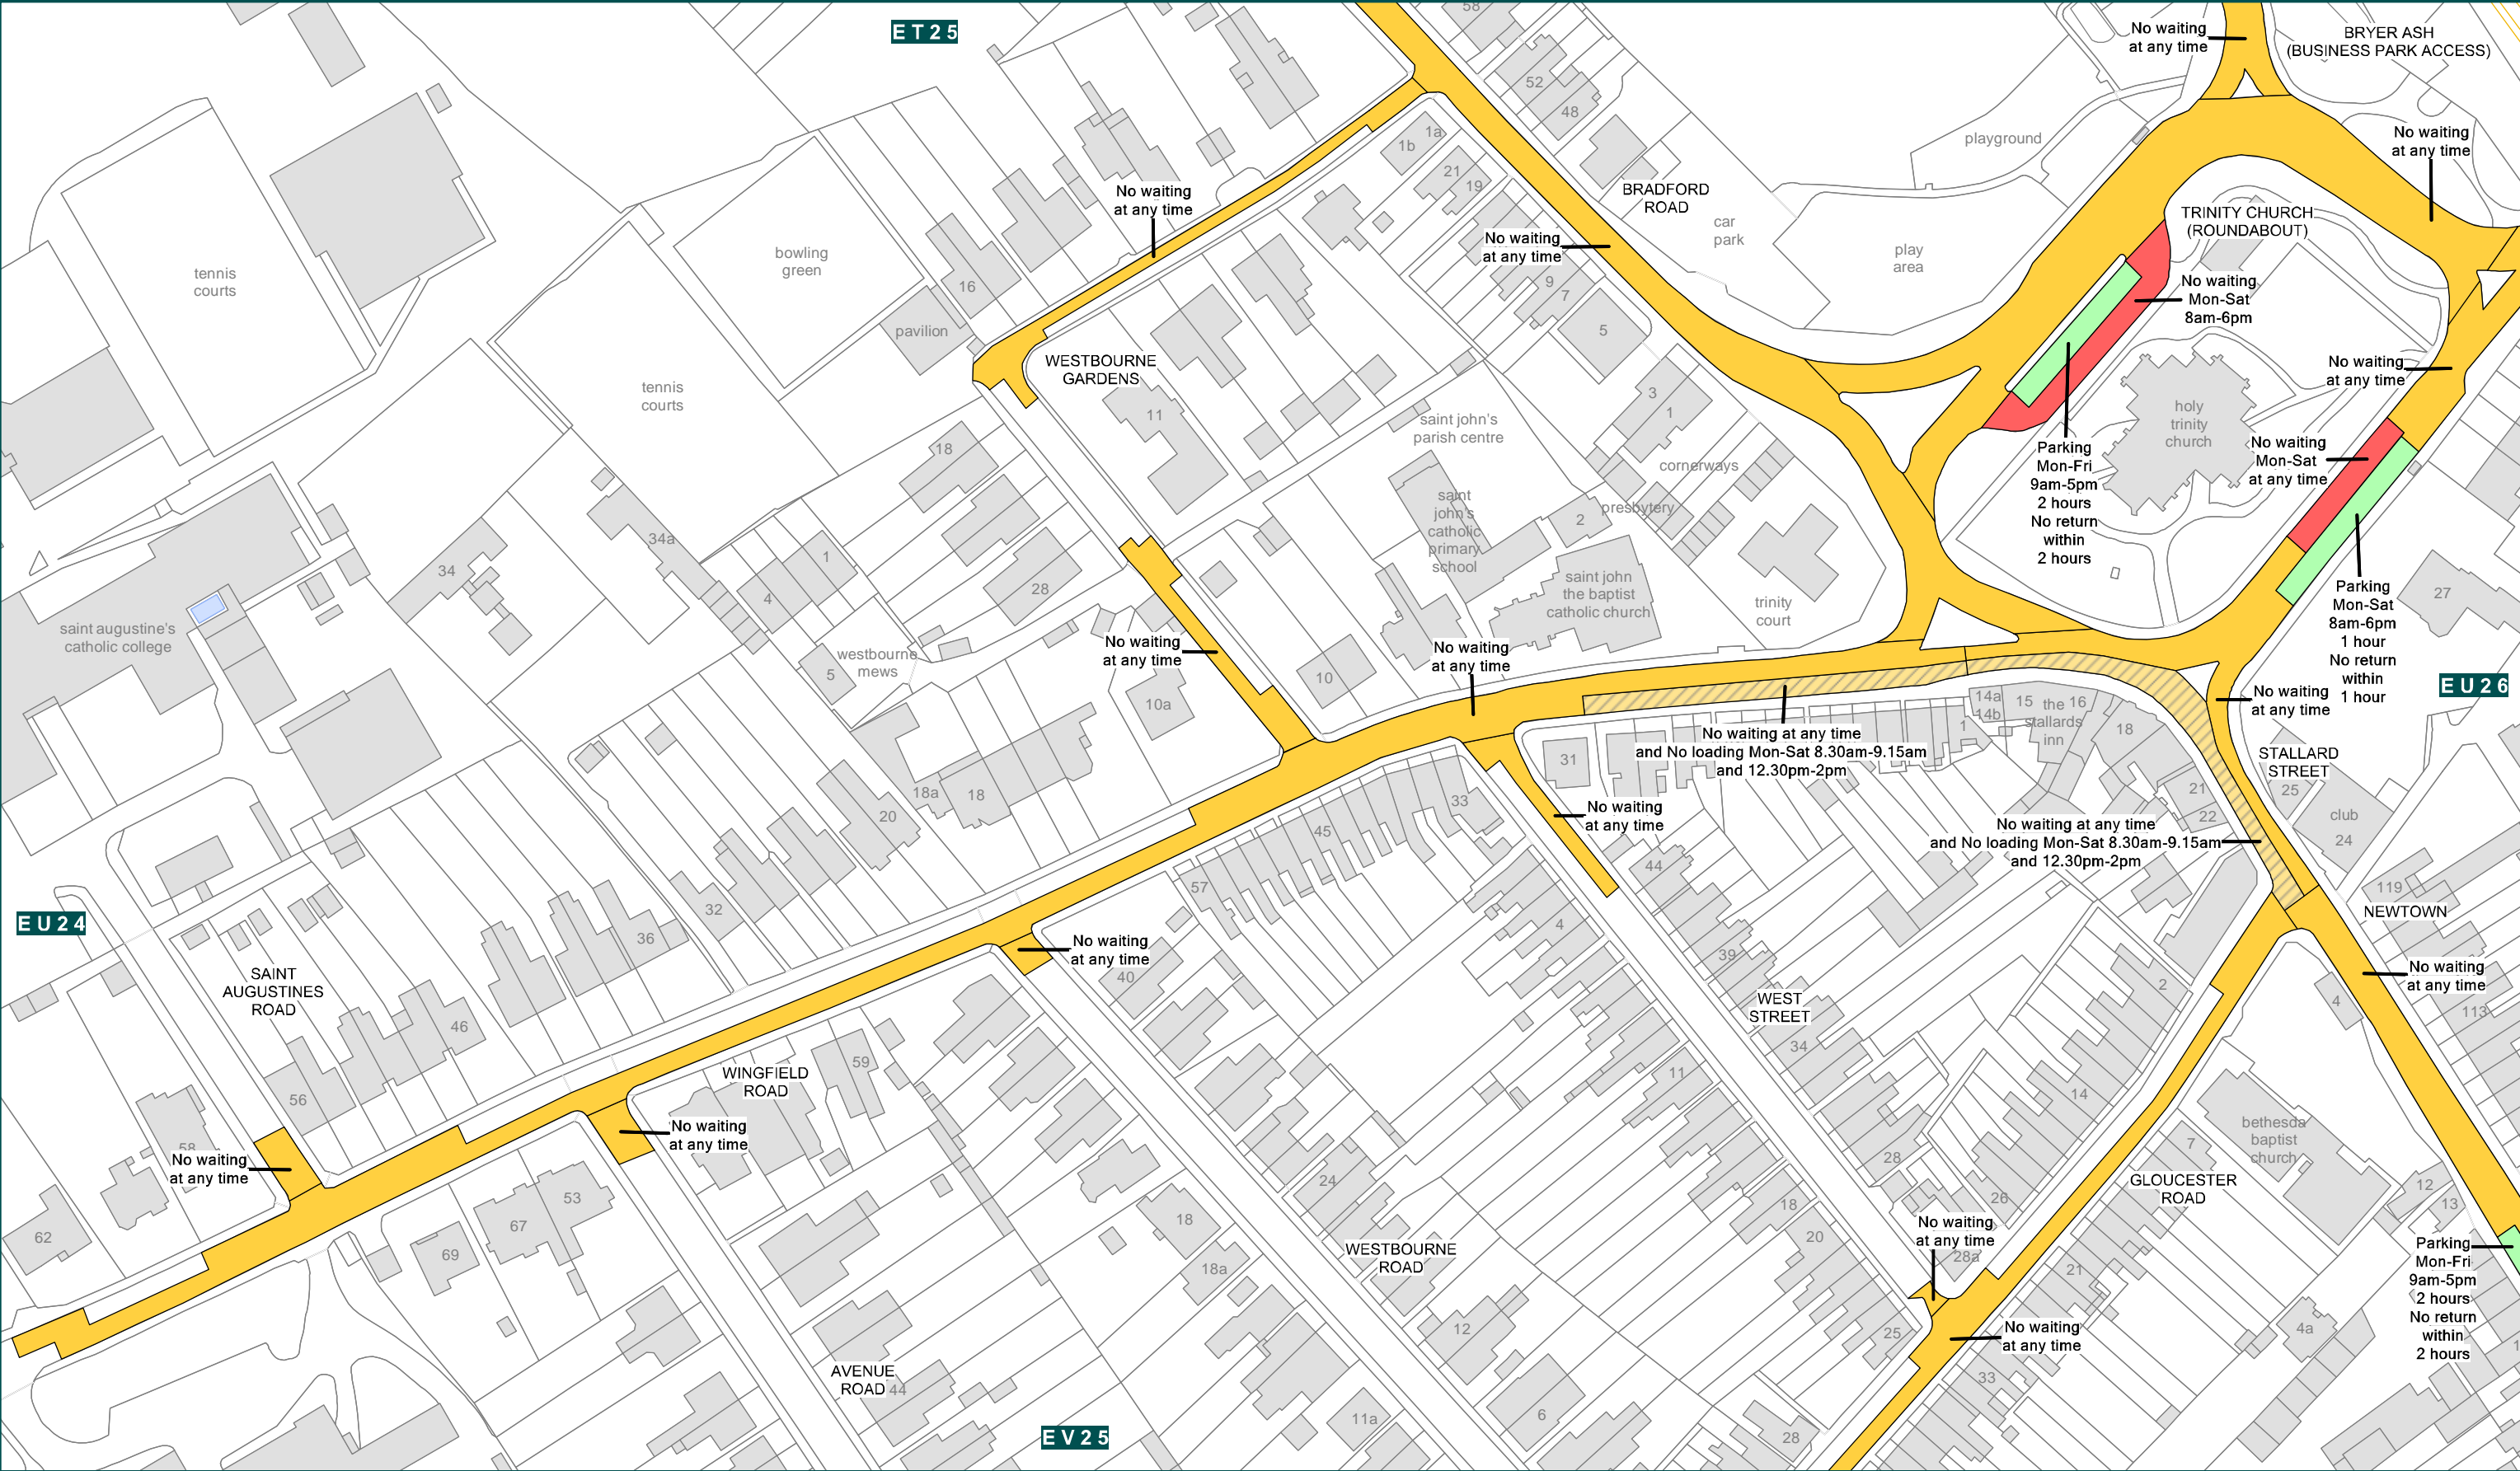 ET25
No waiting
at any time
BRYER ASH
(BUSINESS PARK ACCESS)
58
52
48
1a
1b
21
19
playground
No waiting
at any time
No waiting
at any time
BRADFORD
ROAD
car
park
play
area
TRINITY CHURCH
(ROUNDABOUT)
No waiting
at any time
tennis
courts
bowling
green
16
pavilion
9
7
5
No waiting
Mon-Sat
8am-6pm
WESTBOURNE
GARDENS
No waiting
at any time
tennis
courts
11
3
1
saint john's
parish centre
holy
trinity
church
18
cornerways
Parking
Mon-Fri
9am-5pm
2 hours
No return
within
2 hours
No waiting
Mon-Sat
at any time
saint
john's
catholic
primary
school
2
presbytery
34a
1
34
4
28
saint john
the baptist
catholic church
trinity
court
27
Parking
Mon-Sat
8am-6pm
1 hour
No return
within
1 hour
saint augustine's
catholic college
No waiting
at any time
No waiting
at any time
westbourne
mews
5
10
10a
EU26
No waiting
at any time
14a
14b
15
16
the
stallards
inn
18
1
No waiting at any time
and No loading Mon-Sat 8.30am-9.15am
and 12.30pm-2pm
31
STALLARD
STREET
25
21
22
club
24
18a
18
20
33
45
No waiting
at any time
No waiting at any time
and No loading Mon-Sat 8.30am-9.15am
and 12.30pm-2pm
57
44
119
NEWTOWN
32
EU24
36
4
No waiting
at any time
40
39
No waiting
at any time
SAINT
AUGUSTINES
ROAD
46
2
4
113
WEST
STREET
34
59
WINGFIELD
ROAD
11
14
56
58
No waiting
at any time
No waiting
at any time
7
bethesda
baptist
church
28
24
GLOUCESTER
ROAD
12
13
26
18
18
53
67
69
62
20
No waiting
at any time
28a
WESTBOURNE
ROAD
18a
21
Parking
Mon-Fri
9am-5pm
2 hours
No return
within
2 hours
12
25
No waiting
at any time
4a
AVENUE
ROAD
44
33
11a
6
28
EV25